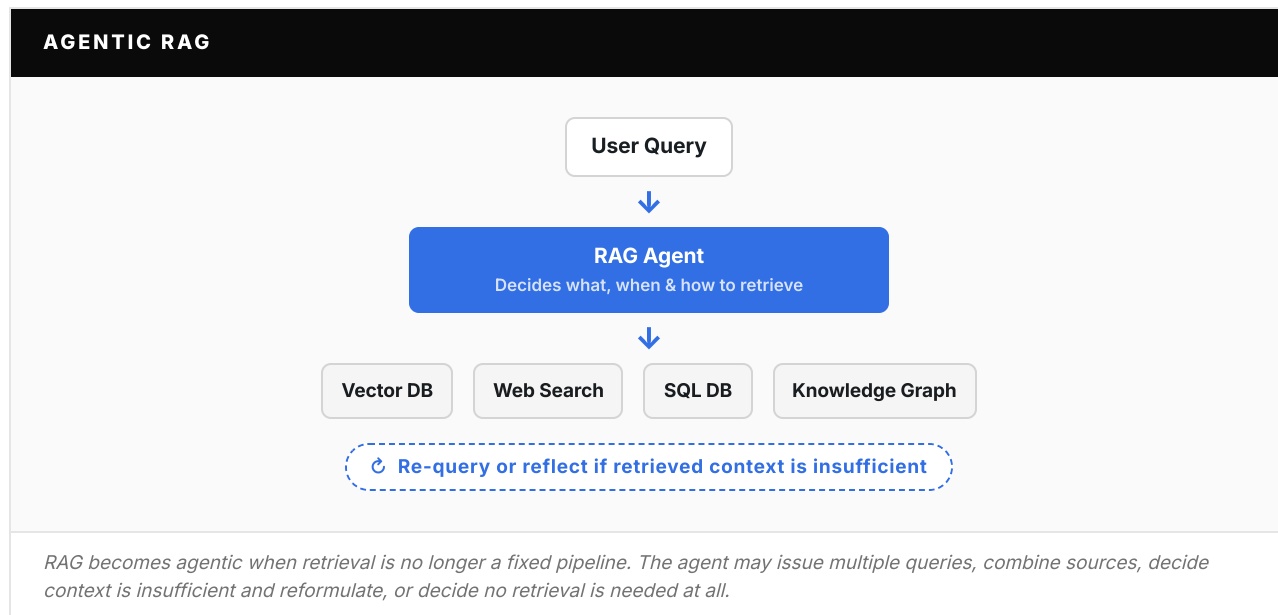 AGENTIC RAG
User Query
RAG Agent
Decides what, when & how to retrieve
Vector DB
Web Search
SQL DB
Knowledge Graph
Re-query or reflect if retrieved context is insufficient
RAG becomes agentic when retrieval is no longer a fixed pipeline. The agent may issue multiple queries, combine sources, decide
context is insufficient and reformulate, or decide no retrieval is needed at all.